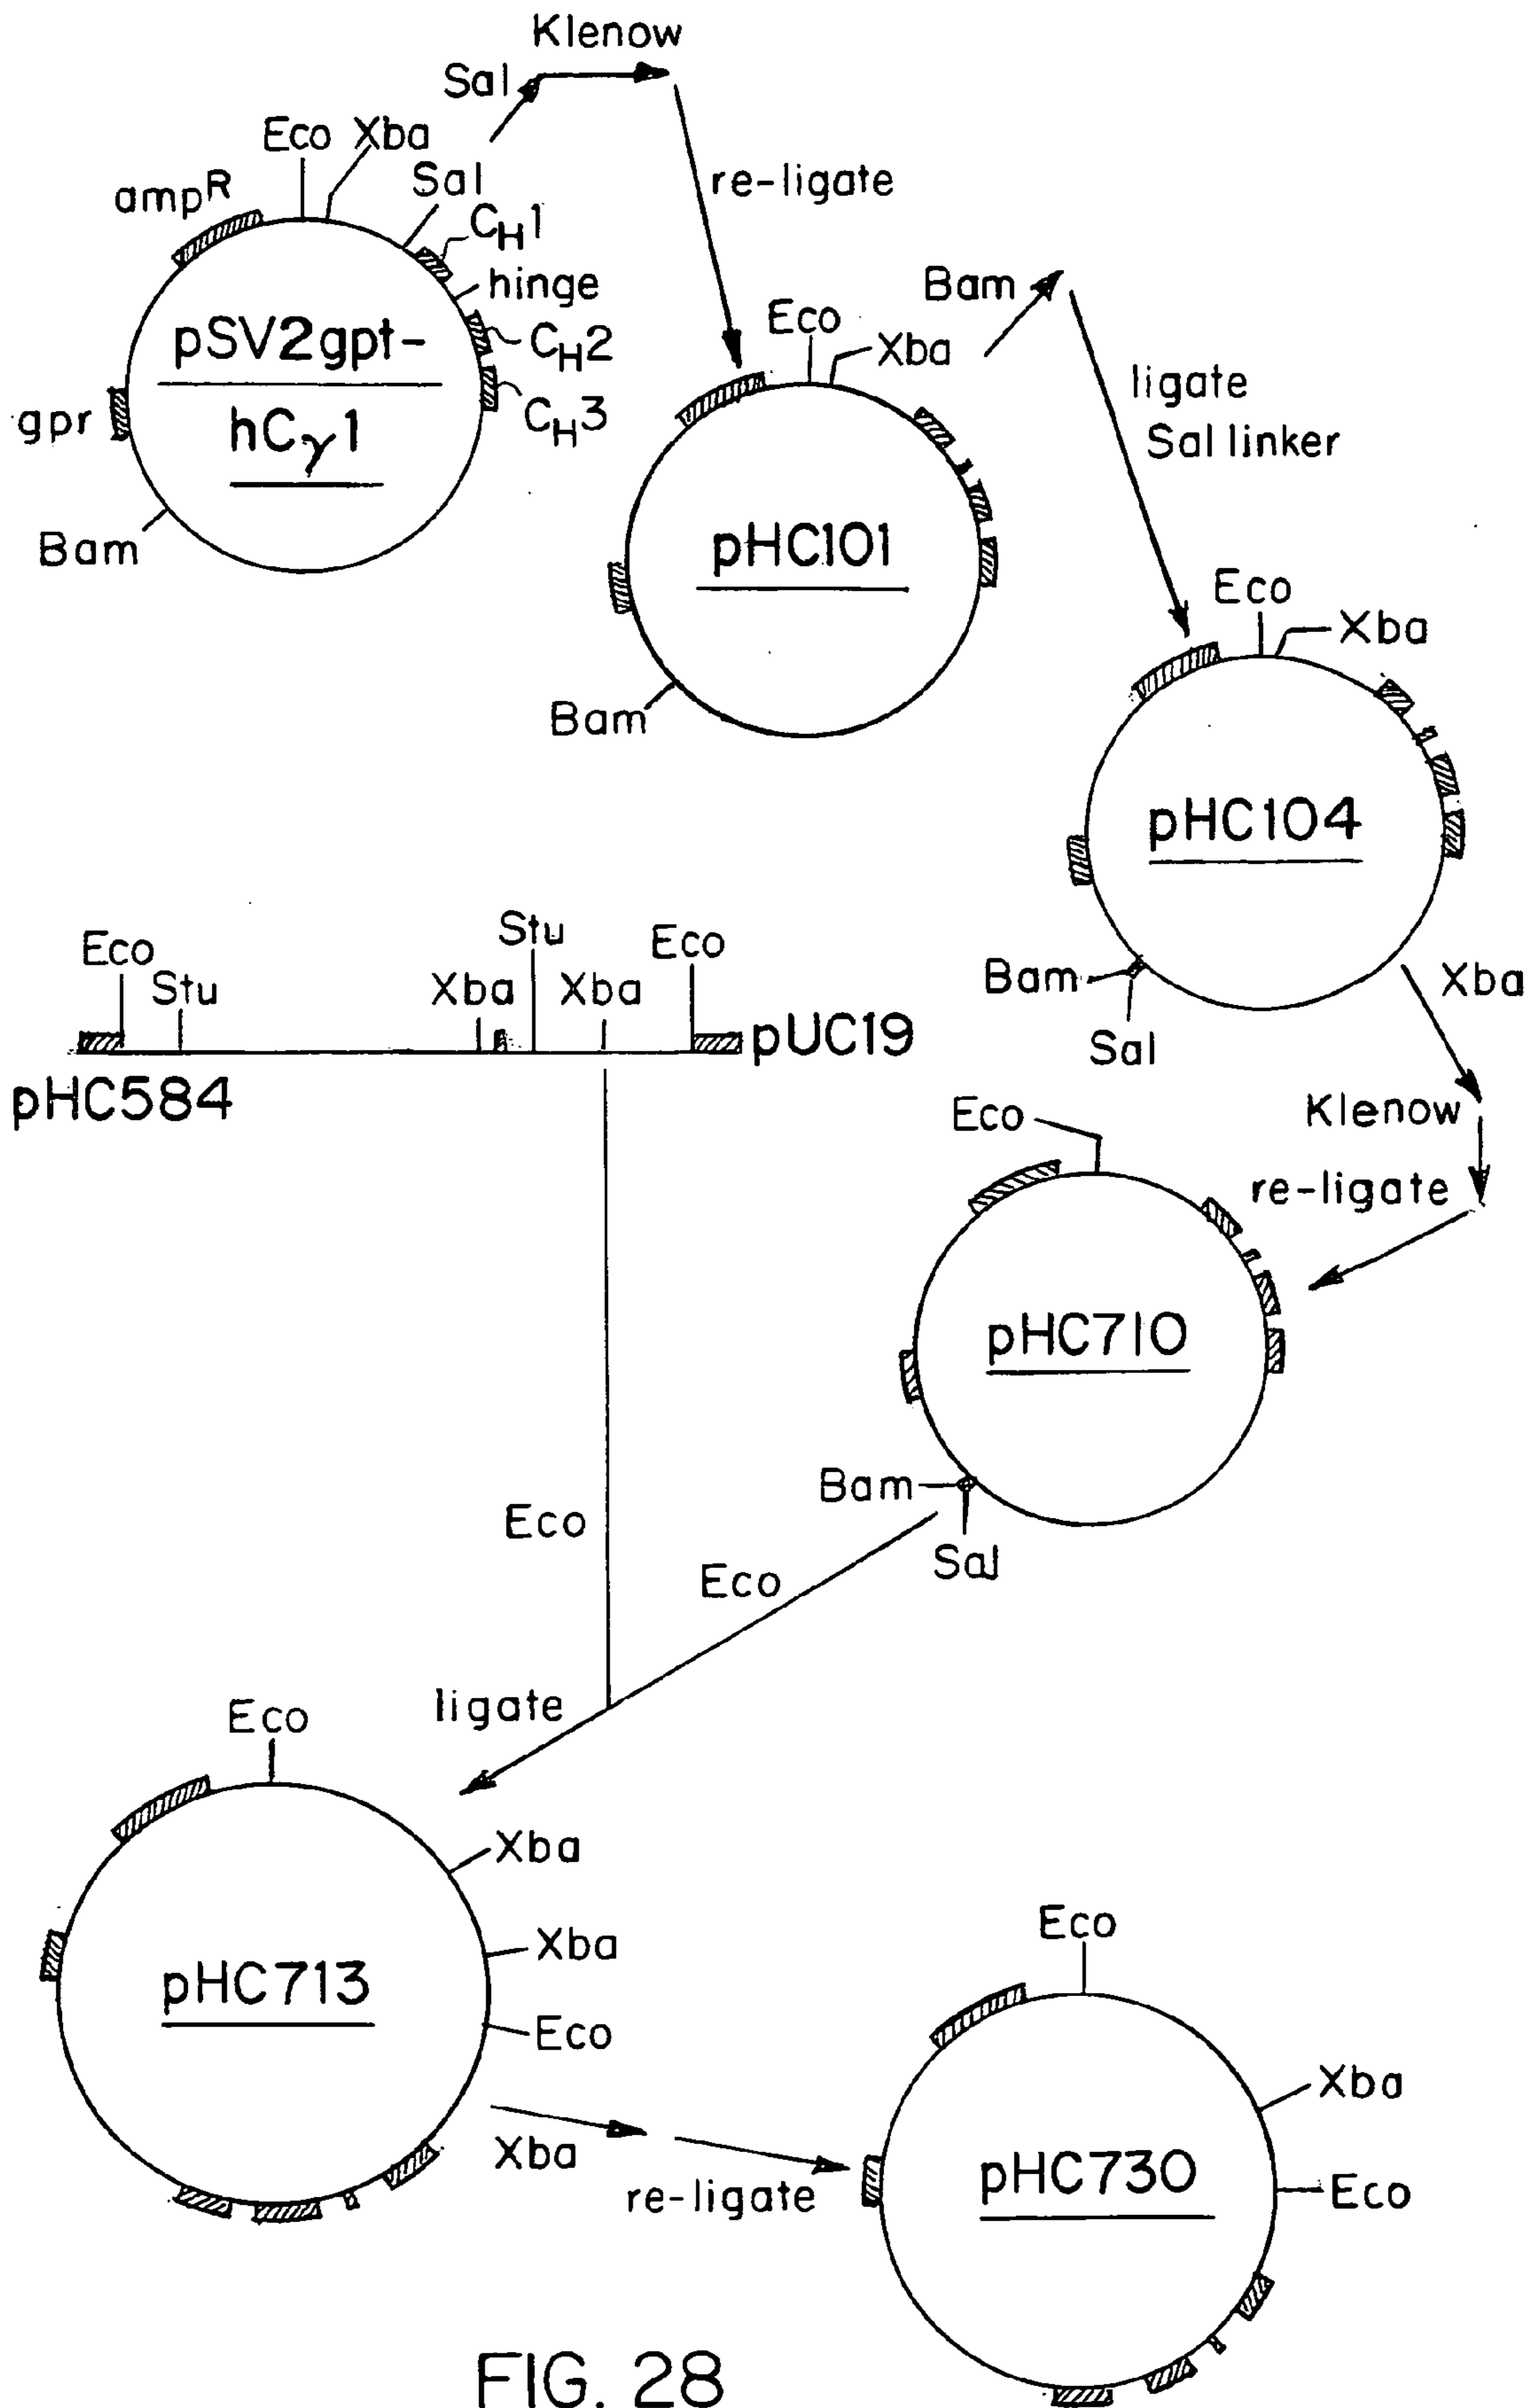 Klenow
Sal
re-ligate
Eco
Xba
Sal
ampR
CH1
hinge
CH2
CH3
gpr
Bam
pSV2gpt-
hCγ1
Bam
ligate
Sal linker
Eco
Xba
pHC101
Bam
Eco
Xba
pHC104
Bam
Sal
Xba
Klenow
re-ligate
Eco
Stu
Xba
Stu
Xba
Eco
pUC19
pHC584
Eco
pHC710
Bam
Sal
Eco
Eco
ligate
Eco
Xba
Xba
Eco
pHC713
Xba
re-ligate
Eco
Xba
Eco
pHC730
FIG. 28